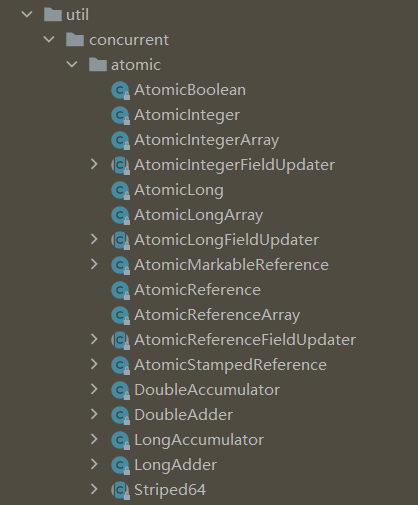 util
concurrent
atomic
AtomicBoolean
AtomicInteger
AtomicIntegerArray
AtomicIntegerFieldUpdater
AtomicLong
AtomicLongArray
AtomicLongFieldUpdater
AtomicMarkableReference
AtomicReference
AtomicReferenceArray
AtomicReferenceFieldUpdater
AtomicStampedReference
DoubleAccumulator
DoubleAdder
LongAccumulator
LongAdder
Striped64